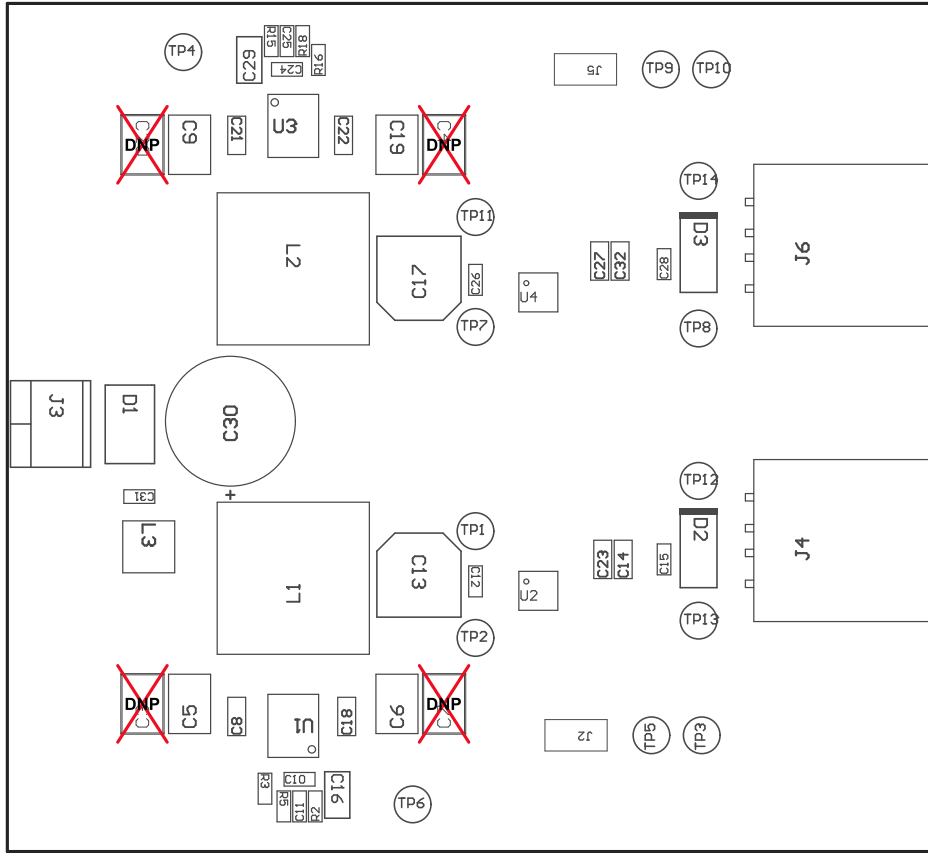 R15
C25
R18
TP4
C29
C24
R16
J5
TP9
TP10
DNP
C9
C21
U3
C22
C19
DNP
TP14
TP11
D3
L2
C27
C32
C28
J6
C17
C26
U4
TP7
TP8
J3
D1
C30
+
C31
TP12
L3
TP1
D2
C13
C23
C14
C15
J4
L1
C12
U2
TP2
TP13
DNP
C5
C8
U1
C18
C6
DNP
J2
TP5
TP3
R3
C10
C16
R5
C11
R2
TP6